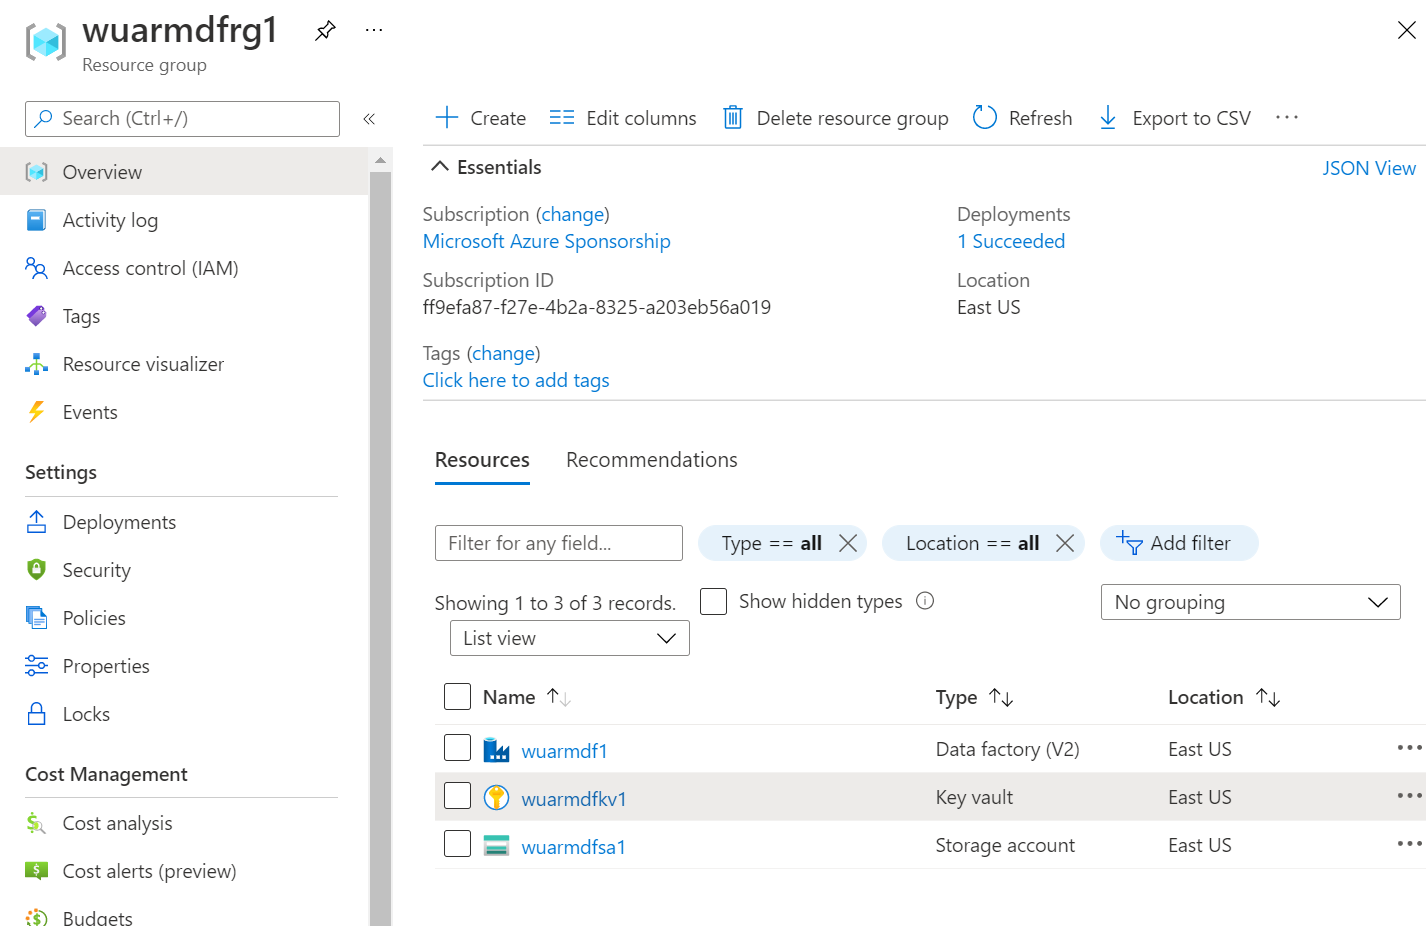 wuarmdfrg1
Resource group
Search (Ctrl+/)
Overview
Activity log
Access control (IAM)
Tags
Resource visualizer
Events
Settings
Deployments
Security
Policies
Properties
Locks
Cost Management
Cost analysis
Cost alerts (preview)
Budgets
Create
Edit columns
Delete resource group
Refresh
Export to CSV
Essentials
JSON View
Subscription (change)
Microsoft Azure Sponsorship
Subscription ID
ff9efa87-f27e-4b2a-8325-a203eb56a019
Deployments
1 Succeeded
Location
East US
Tags (change)
Click here to add tags
Resources
Recommendations
Filter for any field...
Type == all
Location == all
Add filter
Showing 1 to 3 of 3 records.
Show hidden types
No grouping
List view
Name Type Location
wuarmdf1 Data factory (V2) East US
wuarmdfkv1 Key vault East US
wuarmdfsa1 Storage account East US